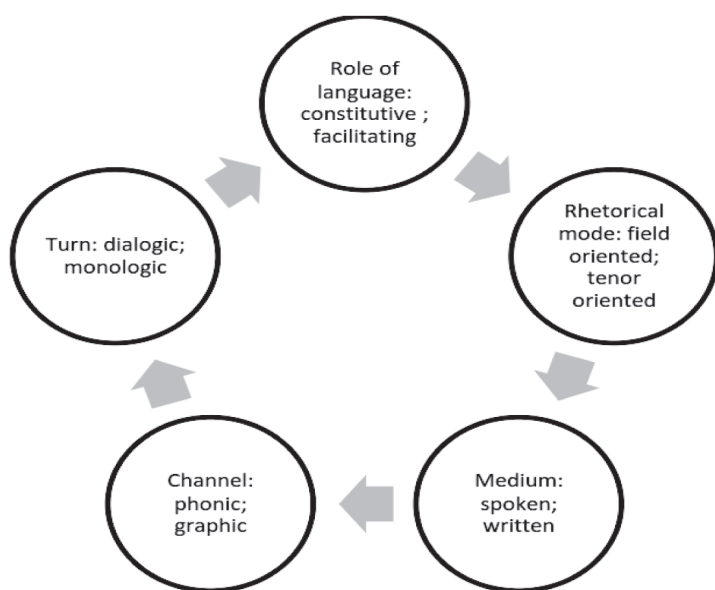 Role of
language:
constitutive ;
facilitating
Rhetorical
mode: field
oriented;
tenor
oriented
Medium:
spoken;
written
Channel:
phonic;
graphic
Turn: dialogic;
monologic